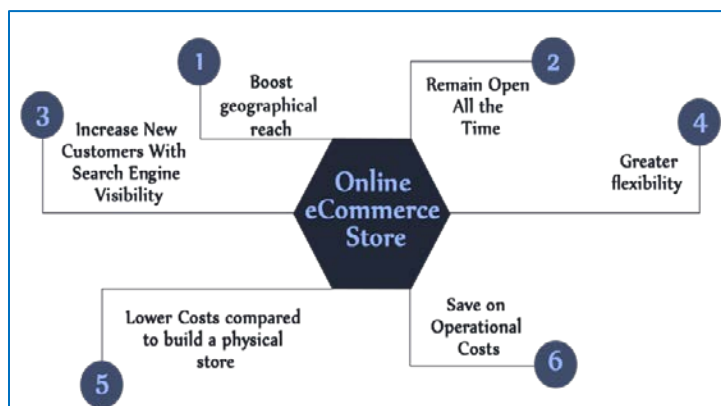 1
Boost
geographical
reach
2
Remain Open
All the
Time
3
Increase New
Customers With
Search Engine
Visibility
4
Greater
flexibility
Online
eCommerce
Store
5
Lower Costs compared
to build a physical
store
6
Save on
Operational
Costs